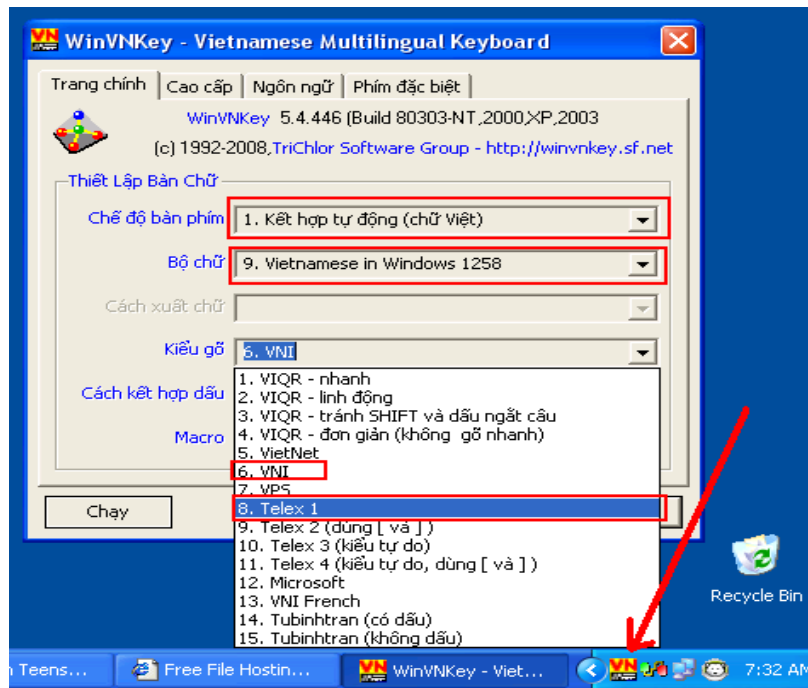 WinVNKey - Vietnamese Multilingual Keyboard
Trang chính Cao cấp Ngôn ngữ Phím đặc biệt
WinVNKey 5.4.446 (Build 80303-NT,2000,XP,2003
(c) 1992-2008,TriChlor Software Group - http://winvnkey.sf.net
Thiết Lập Bàn Chữ
Chế độ bàn phím 1. Kết hợp tự động (chữ Việt)
Bộ chữ 9. Vietnamese in Windows 1258
Cách xuất chữ
Kiểu gõ 6. VNI
Cách kết hợp dấu
Macro
1. VIQR - nhanh
2. VIQR - linh động
3. VIQR - tránh SHIFT và dấu ngắt câu
4. VIQR - đơn giản (không gõ nhanh)
5. VietNet
6. VNI
7. VPS
8. Telex 1
9. Telex 2 (dùng [ và ] )
10. Telex 3 (kiểu tự do)
11. Telex 4 (kiểu tự do, dùng [ và ] )
12. Microsoft
13. VNI French
14. Tubinhtran (có dấu)
15. Tubinhtran (không dấu)
Chạy
Recycle Bin
Teens... Free File Hostin... WinVNKey - Viet... VN 7:32 AM